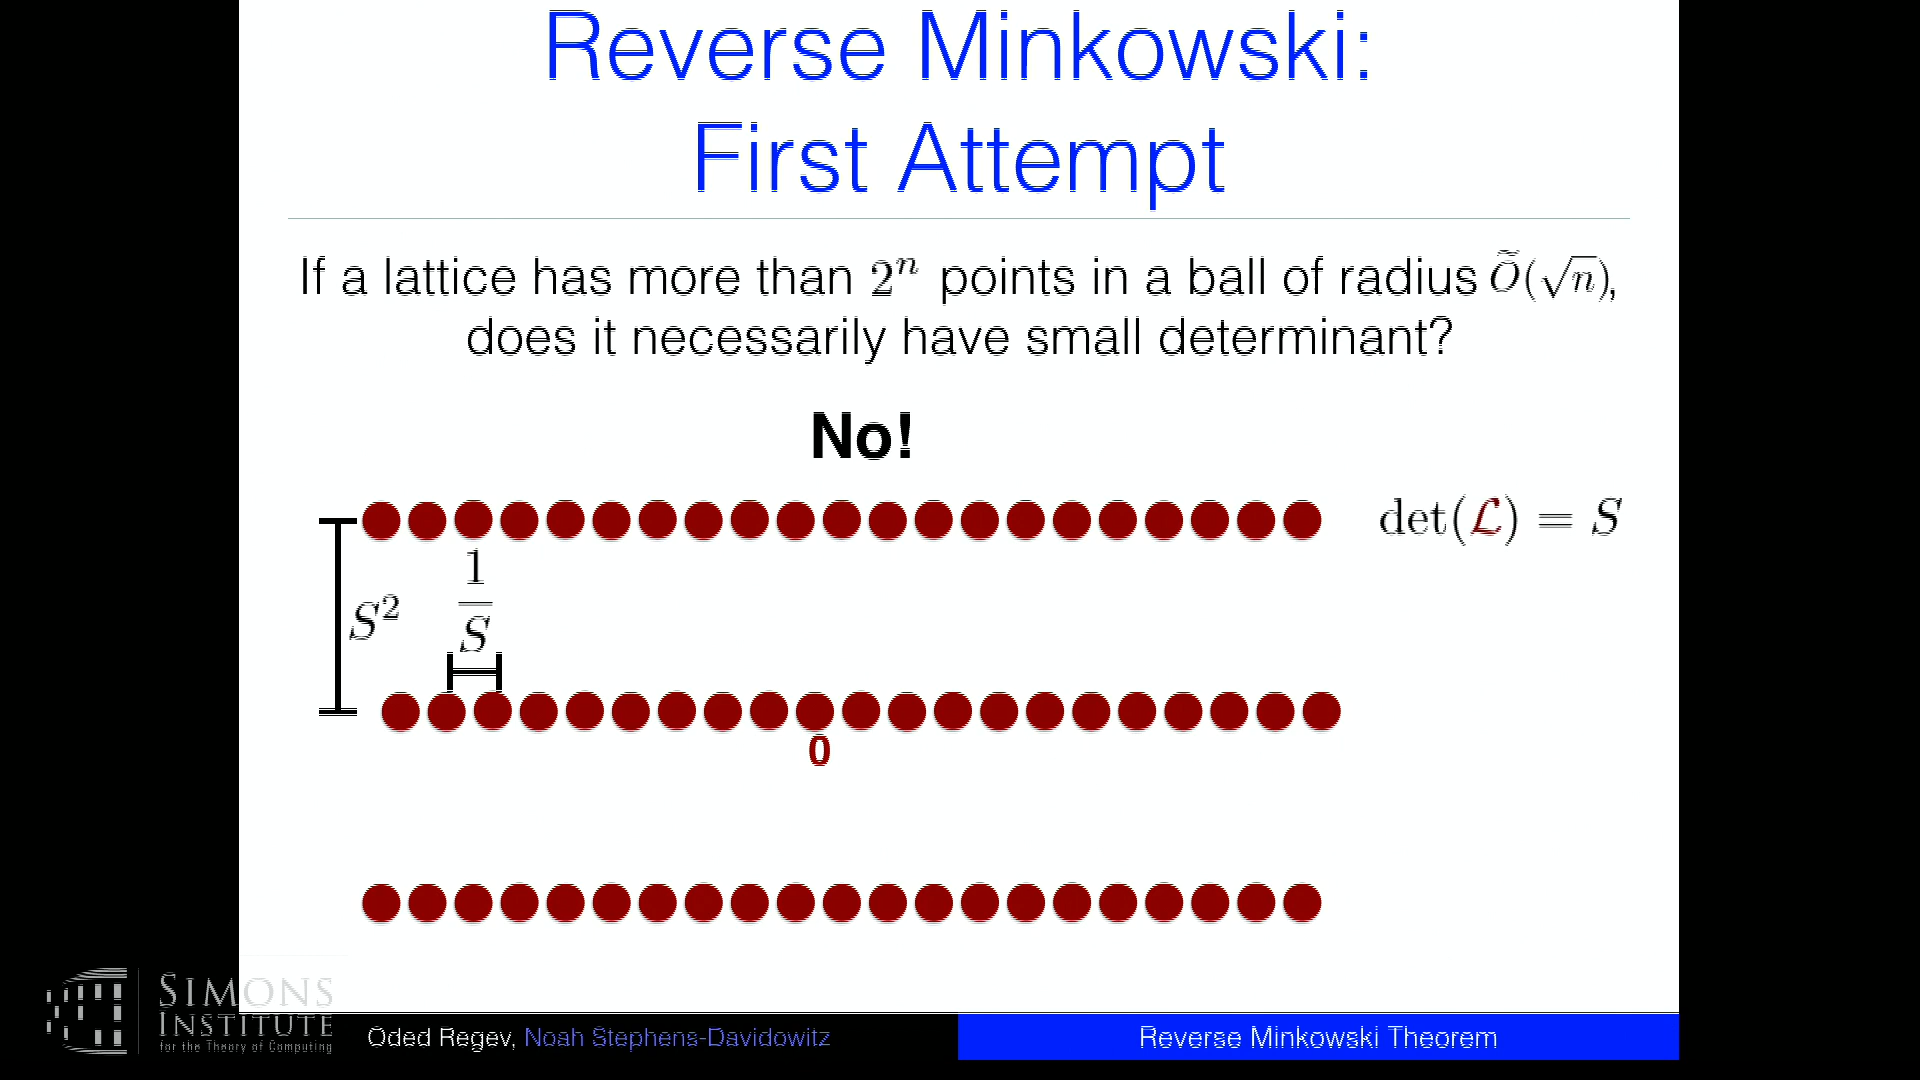 Reverse Minkowski:
First Attempt
If a lattice has more than 2ⁿ points in a ball of radius Õ(√n),
does it necessarily have small determinant?
No!
det(ℒ) = S
1
S
S²
0
SIMONS
INSTITUTE
for the Theory of Computing
Oded Regev, Noah Stephens-Davidowitz
Reverse Minkowski Theorem